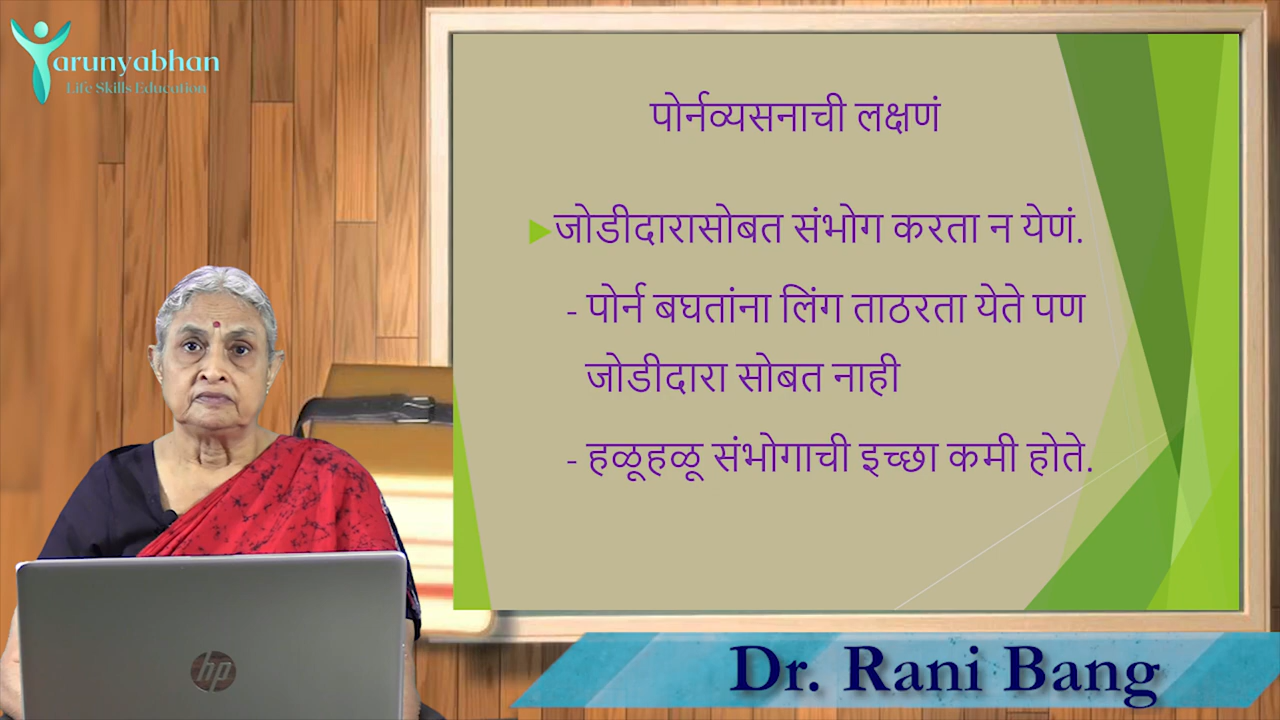 Yarunyabhan
Life Skills Education
पोर्नव्यसनाची लक्षणं
जोडीदारासोबत संभोग करता न येणं.
- पोर्न बघतांना लिंग ताठरता येते पण
जोडीदारा सोबत नाही
- हळूहळू संभोगाची इच्छा कमी होते.
hp
Dr. Rani Bang